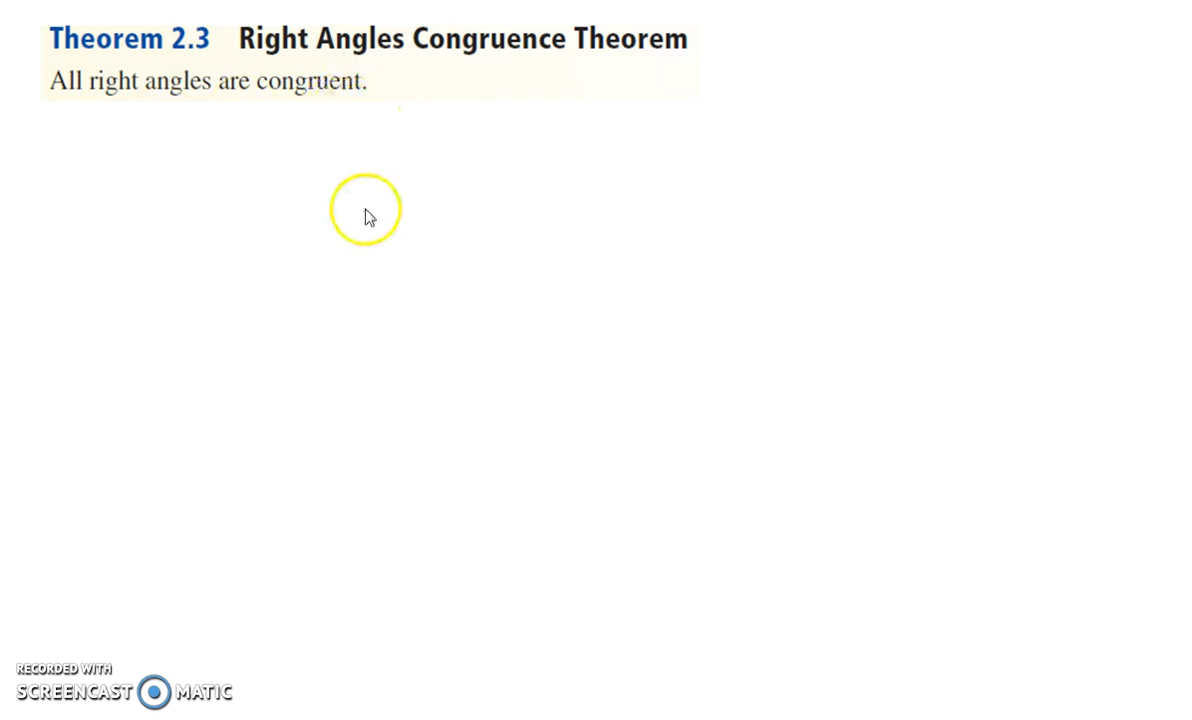 Theorem 2.3 Right Angles Congruence Theorem
All right angles are congruent.
RECORDED WITH
SCREENCAST MATIC